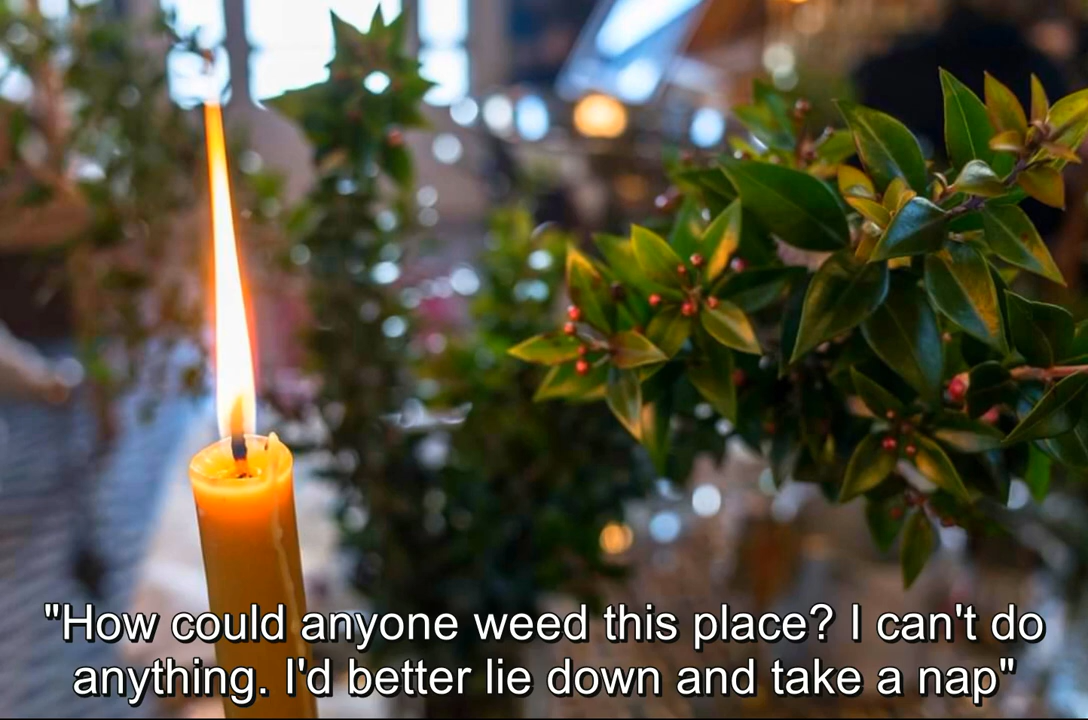 "How could anyone weed this place? I can't do
anything. I'd better lie down and take a nap"